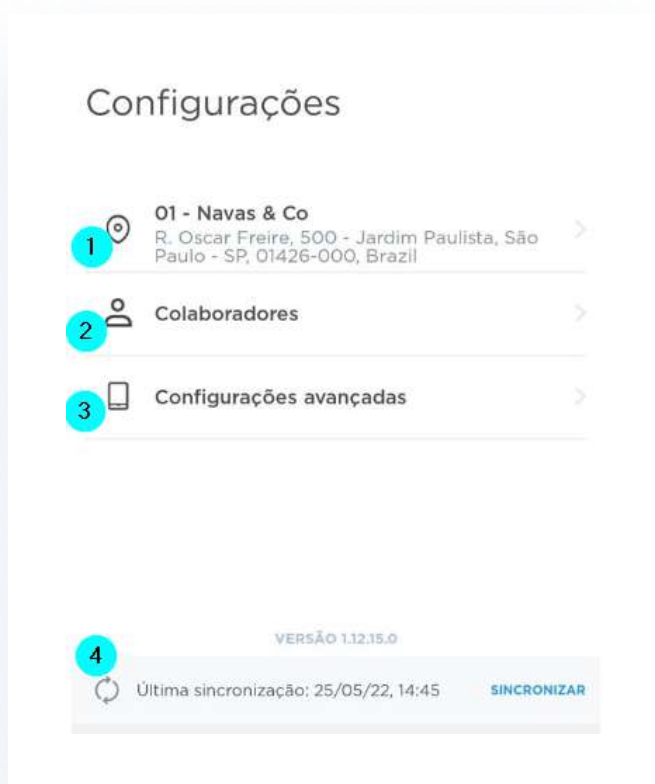 Configurações
01 - Navas & Co
1
R. Oscar Freire, 500 - Jardim Paulista, São
Paulo - SP, 01426-000, Brazil
2
Colaboradores
3
Configurações avançadas
VERSÃO 1.12.15.0
4
Última sincronização: 25/05/22, 14:45 SINCRONIZAR